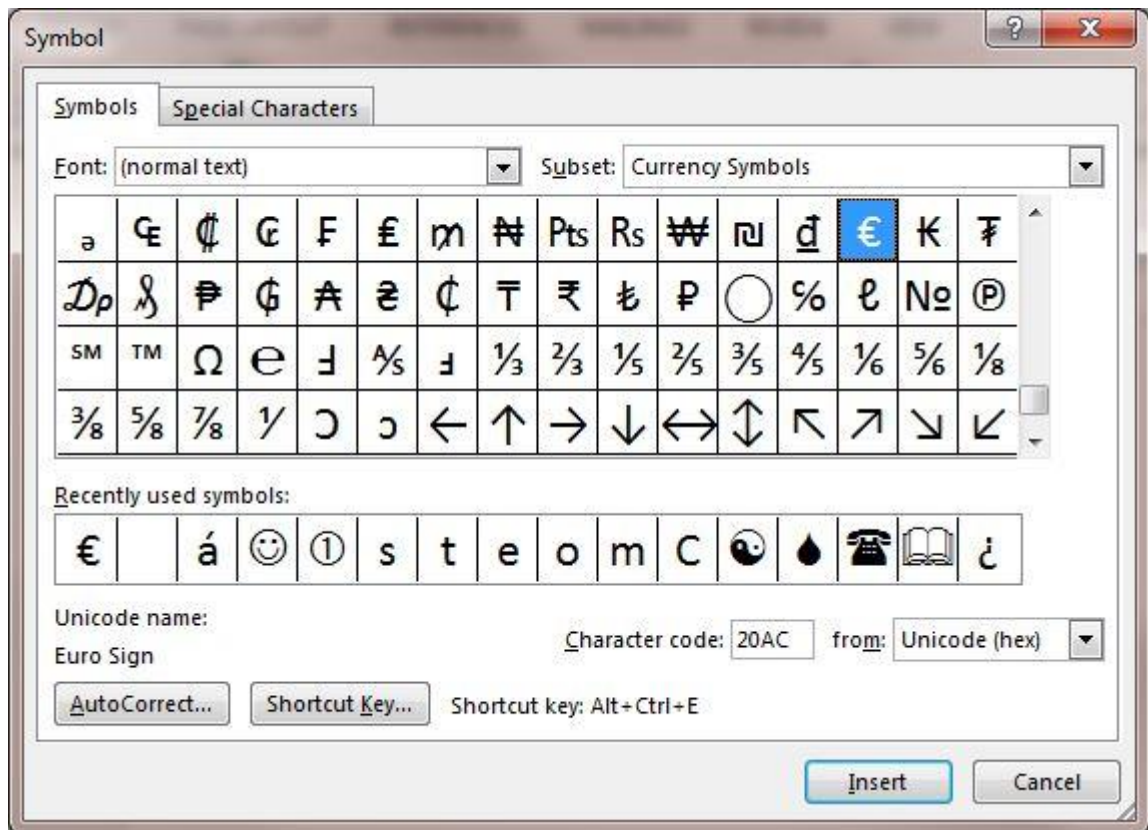 Symbol
Symbols Special Characters
Font: (normal text) Subset: Currency Symbols
ₔ ₠ ₡ ₢ ₣ ₤ ₥ ₦ ₧ ₨ ₩ ₪ ₫ € ₭ ₮
₯ ₰ ₱ ₲ ₳ ₴ ₵ ₸ ₹ ₺ ₽ ⃝ ℅ ℓ № ℗
℠ ™ Ω ℮ Ⅎ ⅍ ⅎ ⅓ ⅔ ⅕ ⅖ ⅗ ⅘ ⅙ ⅚ ⅛
⅜ ⅝ ⅞ ⅟ Ↄ ↄ ← ↑ → ↓ ↔ ↕ ↖ ↗ ↘ ↙
Recently used symbols:
€ á ☺ ① s t e o m C ☯ 💧 🕿 🕮 ¿
Unicode name:
Euro Sign
Character code: 20AC from: Unicode (hex)
AutoCorrect... Shortcut Key... Shortcut key: Alt+Ctrl+E
Insert Cancel